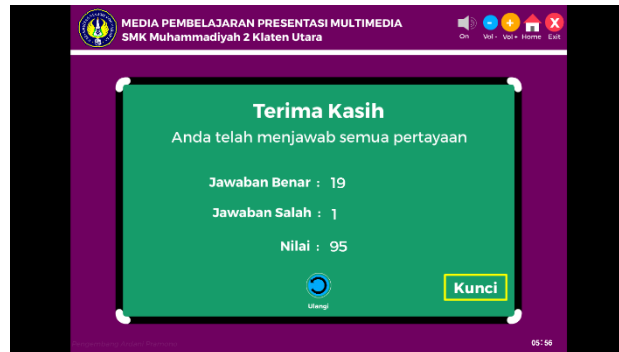 MEDIA PEMBELAJARAN PRESENTASI MULTIMEDIA
SMK Muhammadiyah 2 Klaten Utara
On Vol - Vol + Home Exit
Terima Kasih
Anda telah menjawab semua pertayaan
Jawaban Benar : 19
Jawaban Salah : 1
Nilai : 95
Ulangi
Kunci
05:56